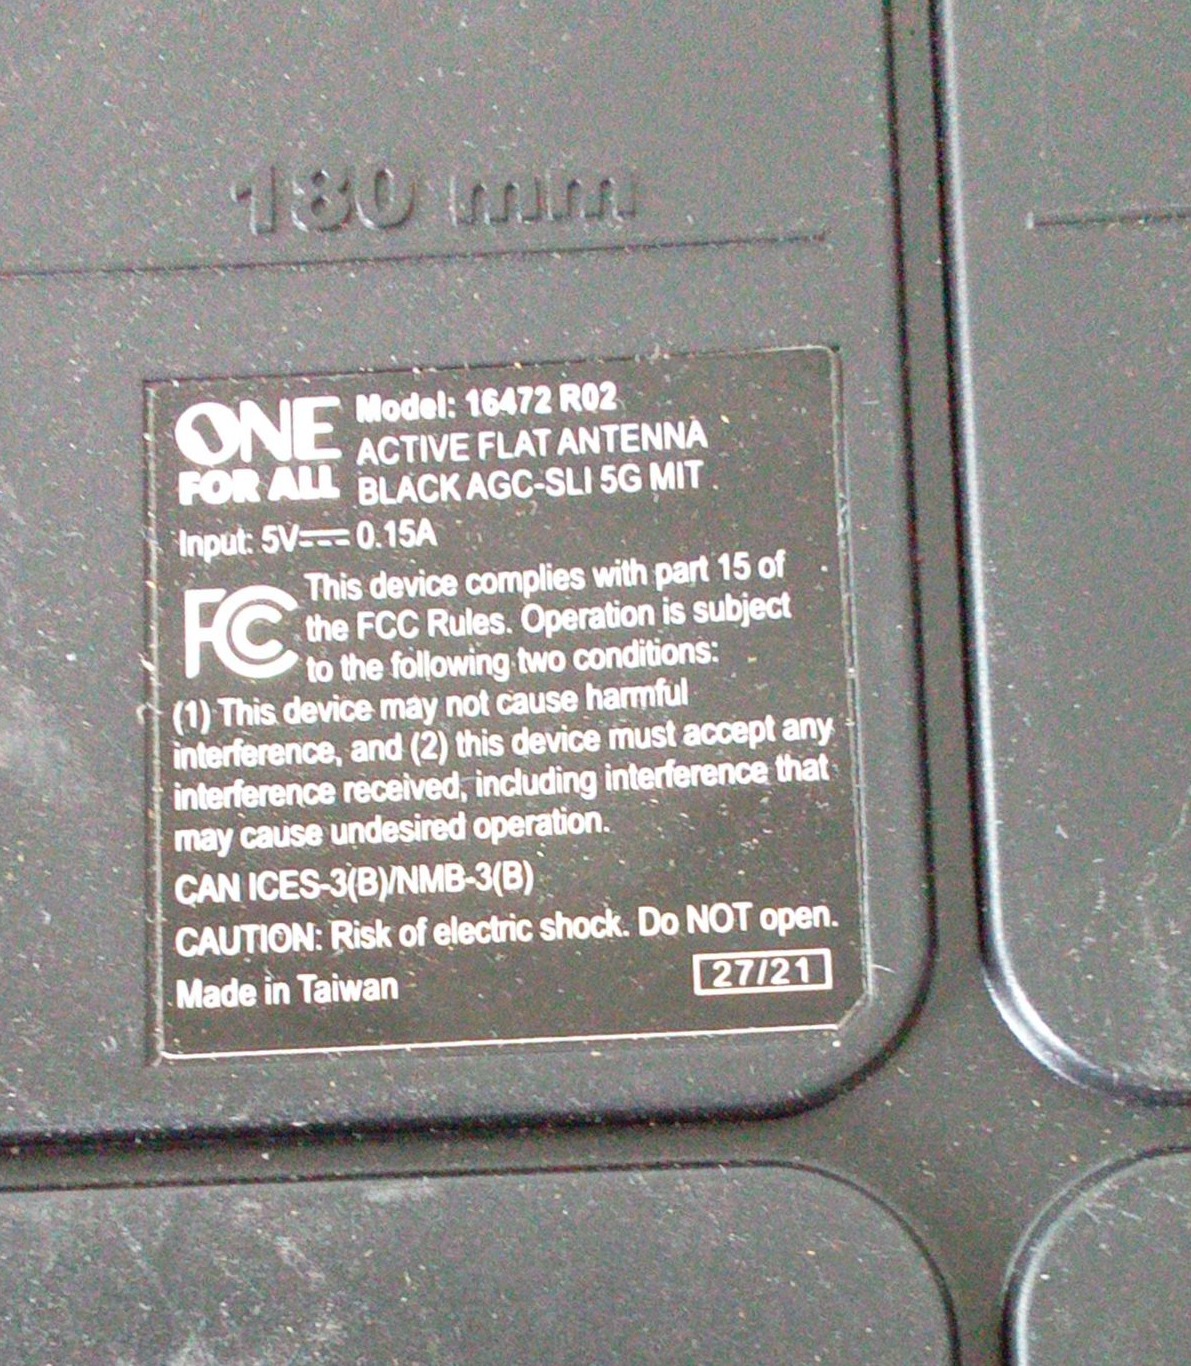 180 mm
ONE
FOR ALL
Model: 16472 R02
ACTIVE FLAT ANTENNA
BLACK AGC-SLI 5G MIT
Input: 5V⎓0.15A
FC This device complies with part 15 of
the FCC Rules. Operation is subject
to the following two conditions:
(1) This device may not cause harmful
interference, and (2) this device must accept any
interference received, including interference that
may cause undesired operation.
CAN ICES-3(B)/NMB-3(B)
CAUTION: Risk of electric shock. Do NOT open.
Made in Taiwan
27/21